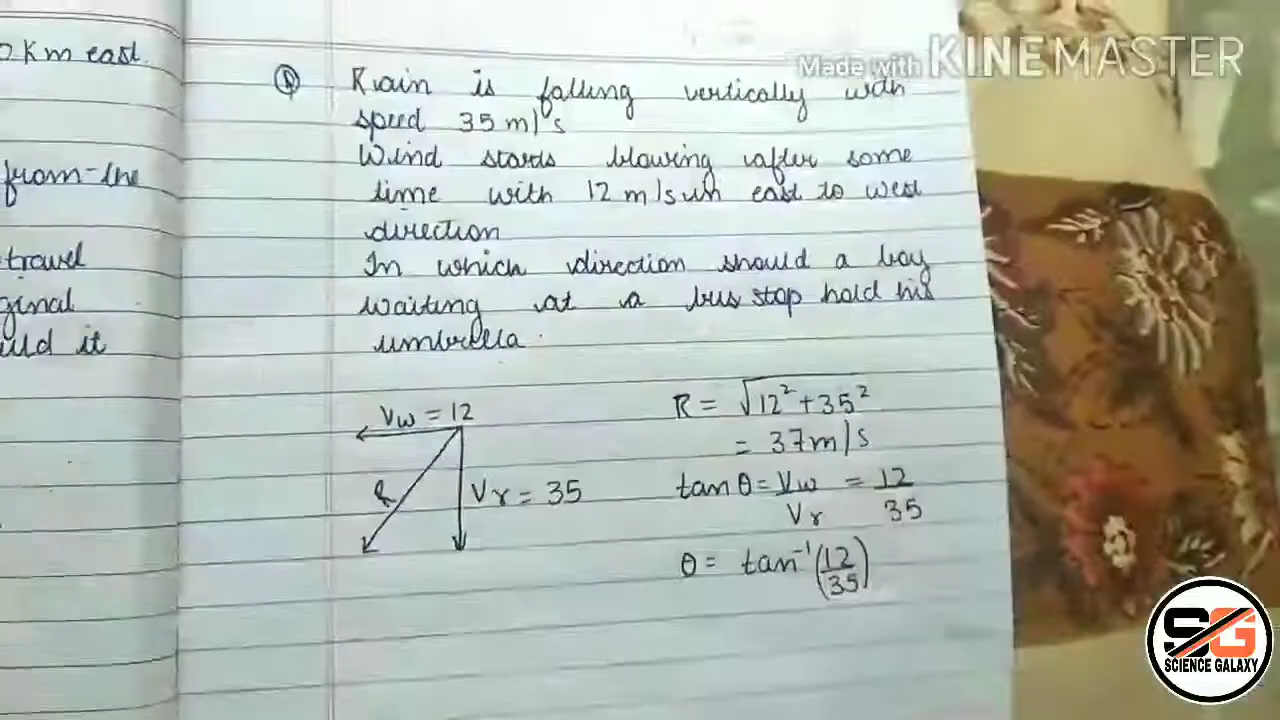 Made with KINEMASTER
Km east
from the
travel
ginal
uld it
Q Rain is falling vertically with
speed 35 m/s
Wind starts blowing after some
time with 12 m/s in east to west
direction
In which direction should a boy
waiting at a bus stop hold his
umbrella.
Vw = 12
R
Vr = 35
R = √12² + 35²
= 37m/s
tan θ = Vw/Vr = 12/35
θ = tan⁻¹(12/35)
SG
SCIENCE GALAXY